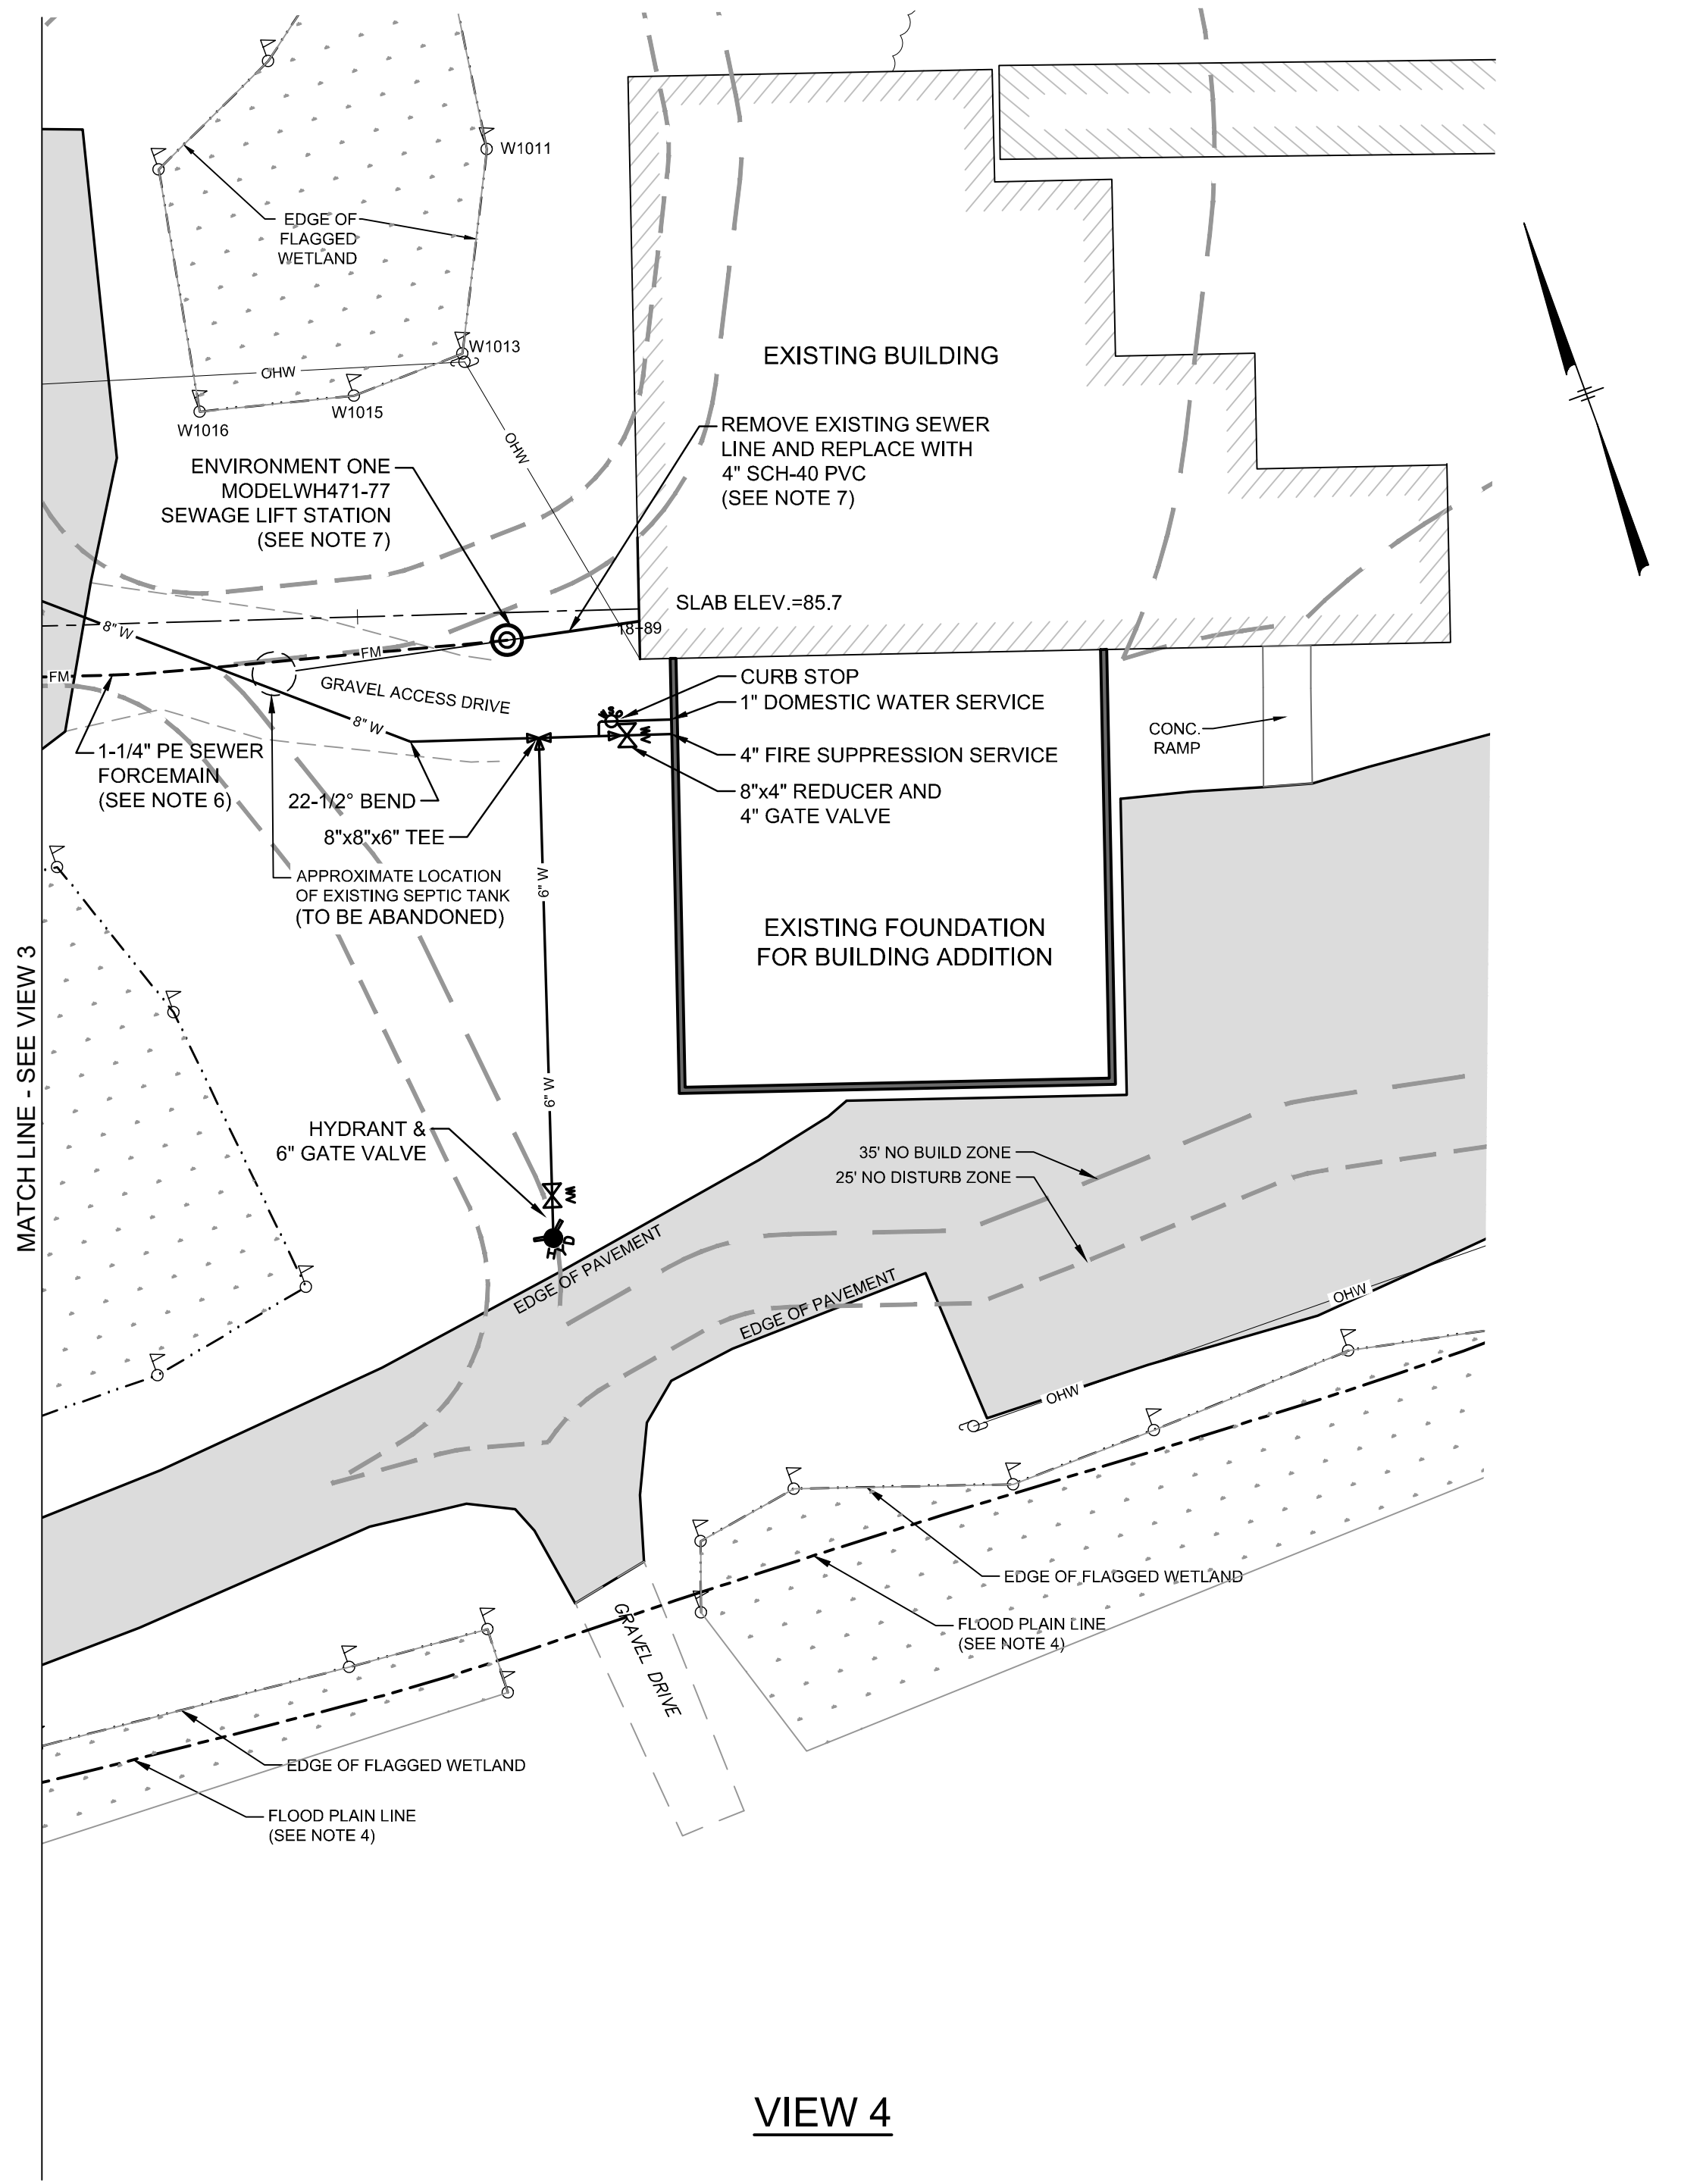 W1011
EDGE OF
FLAGGED
WETLAND
W1013
OHW
W1015
W1016
OHW
EXISTING BUILDING
REMOVE EXISTING SEWER
LINE AND REPLACE WITH
4" SCH-40 PVC
(SEE NOTE 7)
ENVIRONMENT ONE
MODELWH471-77
SEWAGE LIFT STATION
(SEE NOTE 7)
SLAB ELEV.=85.7
18+89
8" W
FM
FM
GRAVEL ACCESS DRIVE
8" W
CURB STOP
1" DOMESTIC WATER SERVICE
4" FIRE SUPPRESSION SERVICE
8"x4" REDUCER AND
4" GATE VALVE
CONC.
RAMP
1-1/4" PE SEWER
FORCEMAIN
(SEE NOTE 6)
22-1/2° BEND
8"x8"x6" TEE
APPROXIMATE LOCATION
OF EXISTING SEPTIC TANK
(TO BE ABANDONED)
6" W
EXISTING FOUNDATION
FOR BUILDING ADDITION
MATCH LINE - SEE VIEW 3
6" W
HYDRANT &
6" GATE VALVE
WV
HYD
35' NO BUILD ZONE
25' NO DISTURB ZONE
EDGE OF PAVEMENT
EDGE OF PAVEMENT
OHW
OHW
EDGE OF FLAGGED WETLAND
FLOOD PLAIN LINE
(SEE NOTE 4)
GRAVEL DRIVE
EDGE OF FLAGGED WETLAND
FLOOD PLAIN LINE
(SEE NOTE 4)
VIEW 4